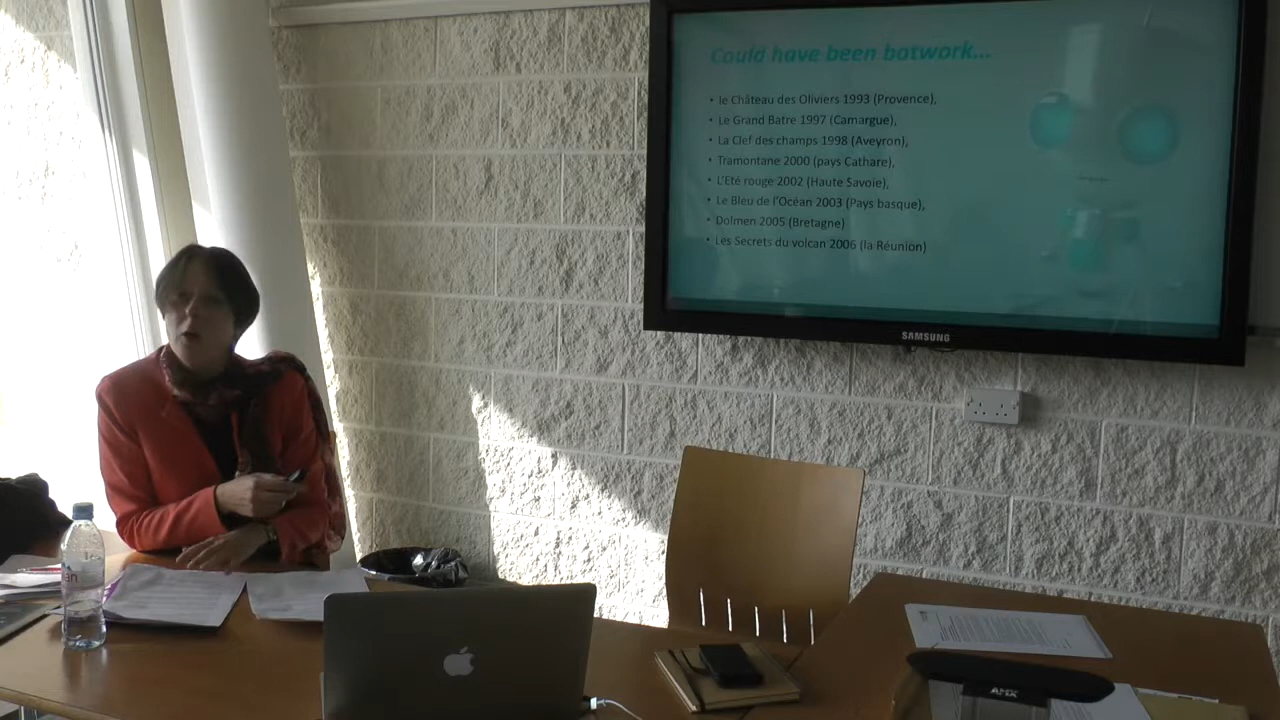 Could have been botwork...
• le Château des Oliviers 1993 (Provence),
• Le Grand Batre 1997 (Camargue),
• La Clef des champs 1998 (Aveyron),
• Tramontane 2000 (pays Cathare),
• L'Eté rouge 2002 (Haute Savoie),
• Le Bleu de l'Océan 2003 (Pays basque),
• Dolmen 2005 (Bretagne)
• Les Secrets du volcan 2006 (la Réunion)
SAMSUNG
AMX